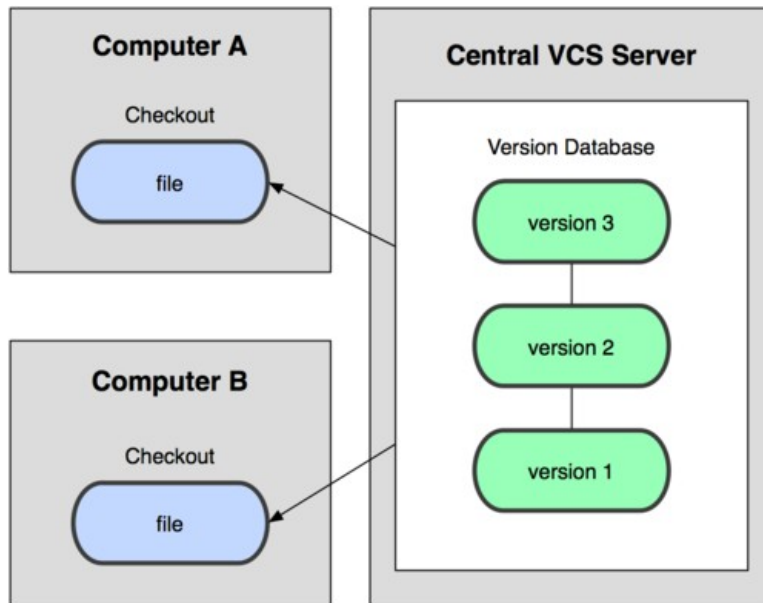 Computer A
Checkout
file
Computer B
Checkout
file
Central VCS Server
Version Database
version 3
version 2
version 1